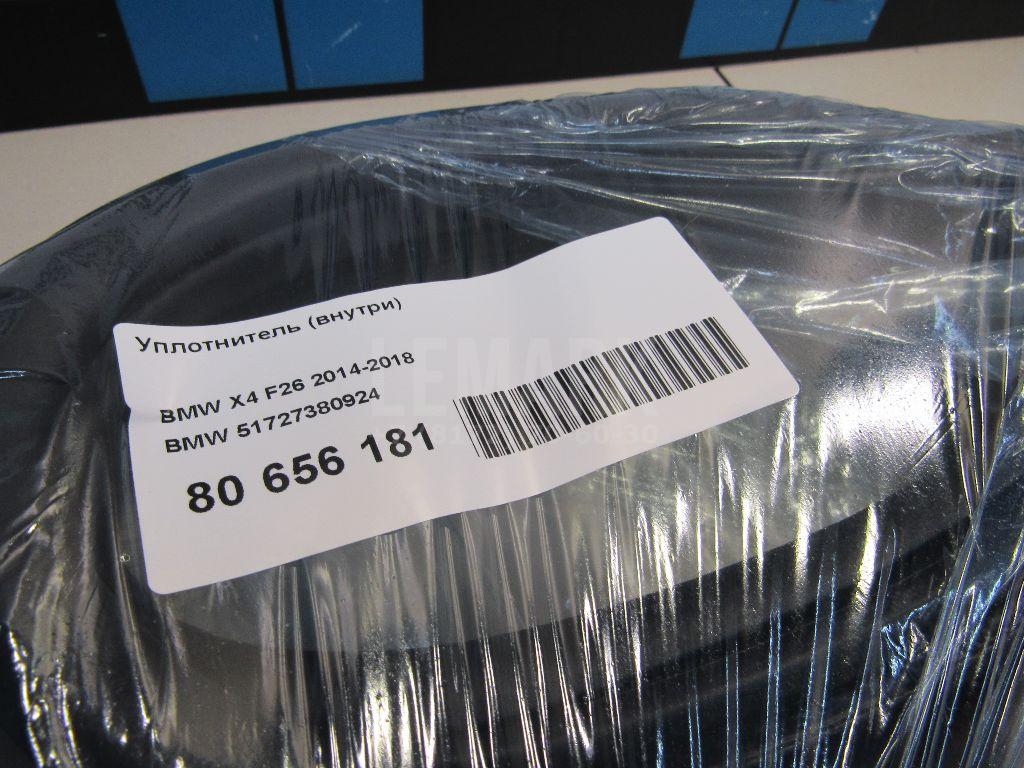 Уплотнитель (внутри)
BMW X4 F26 2014-2018
BMW 51727380924
80 656 181